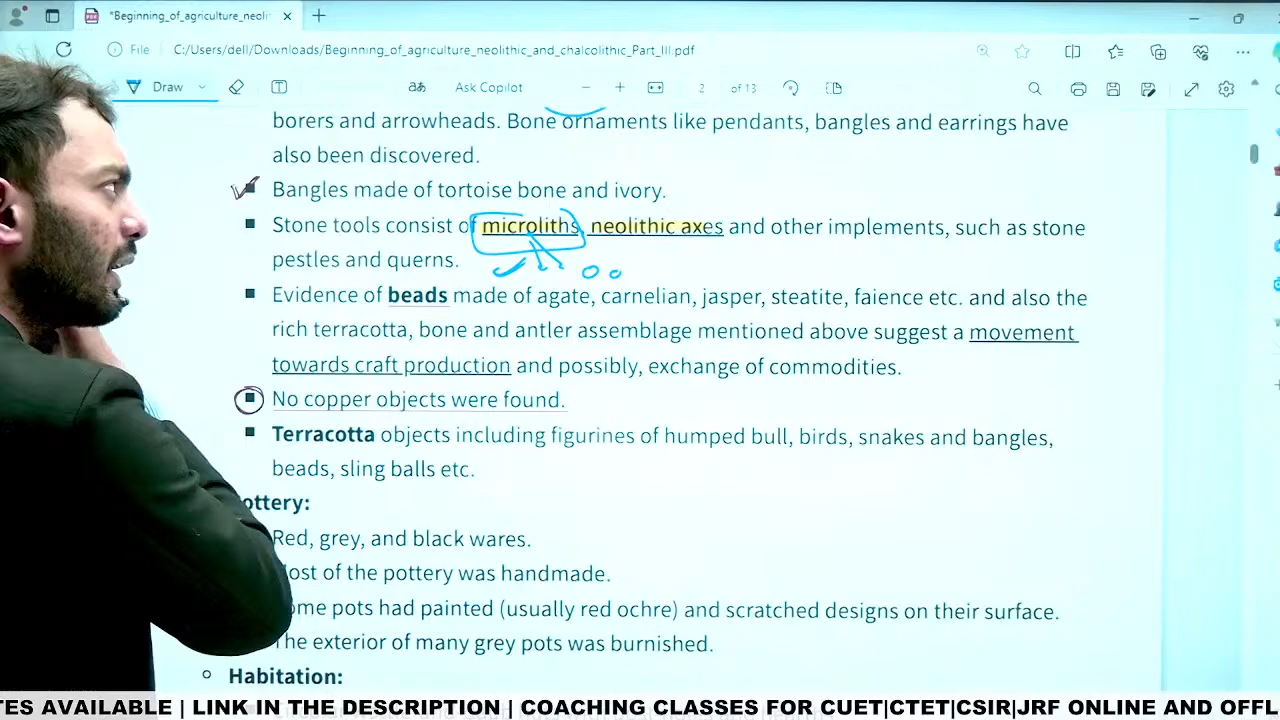 *Beginning_of_agriculture_neoli
File C:/Users/dell/Downloads/Beginning_of_agriculture_neolithic_and_chalcolithic_Part_III.pdf
Draw
Ask Copilot
2 of 13
borers and arrowheads. Bone ornaments like pendants, bangles and earrings have
also been discovered.
Bangles made of tortoise bone and ivory.
Stone tools consist of microliths, neolithic axes and other implements, such as stone
pestles and querns.
Evidence of beads made of agate, carnelian, jasper, steatite, faience etc. and also the
rich terracotta, bone and antler assemblage mentioned above suggest a movement
towards craft production and possibly, exchange of commodities.
No copper objects were found.
Terracotta objects including figurines of humped bull, birds, snakes and bangles,
beads, sling balls etc.
ottery:
Red, grey, and black wares.
ost of the pottery was handmade.
ome pots had painted (usually red ochre) and scratched designs on their surface.
he exterior of many grey pots was burnished.
Habitation:
TES AVAILABLE | LINK IN THE DESCRIPTION | COACHING CLASSES FOR CUET|CTET|CSIR|JRF ONLINE AND OFFL